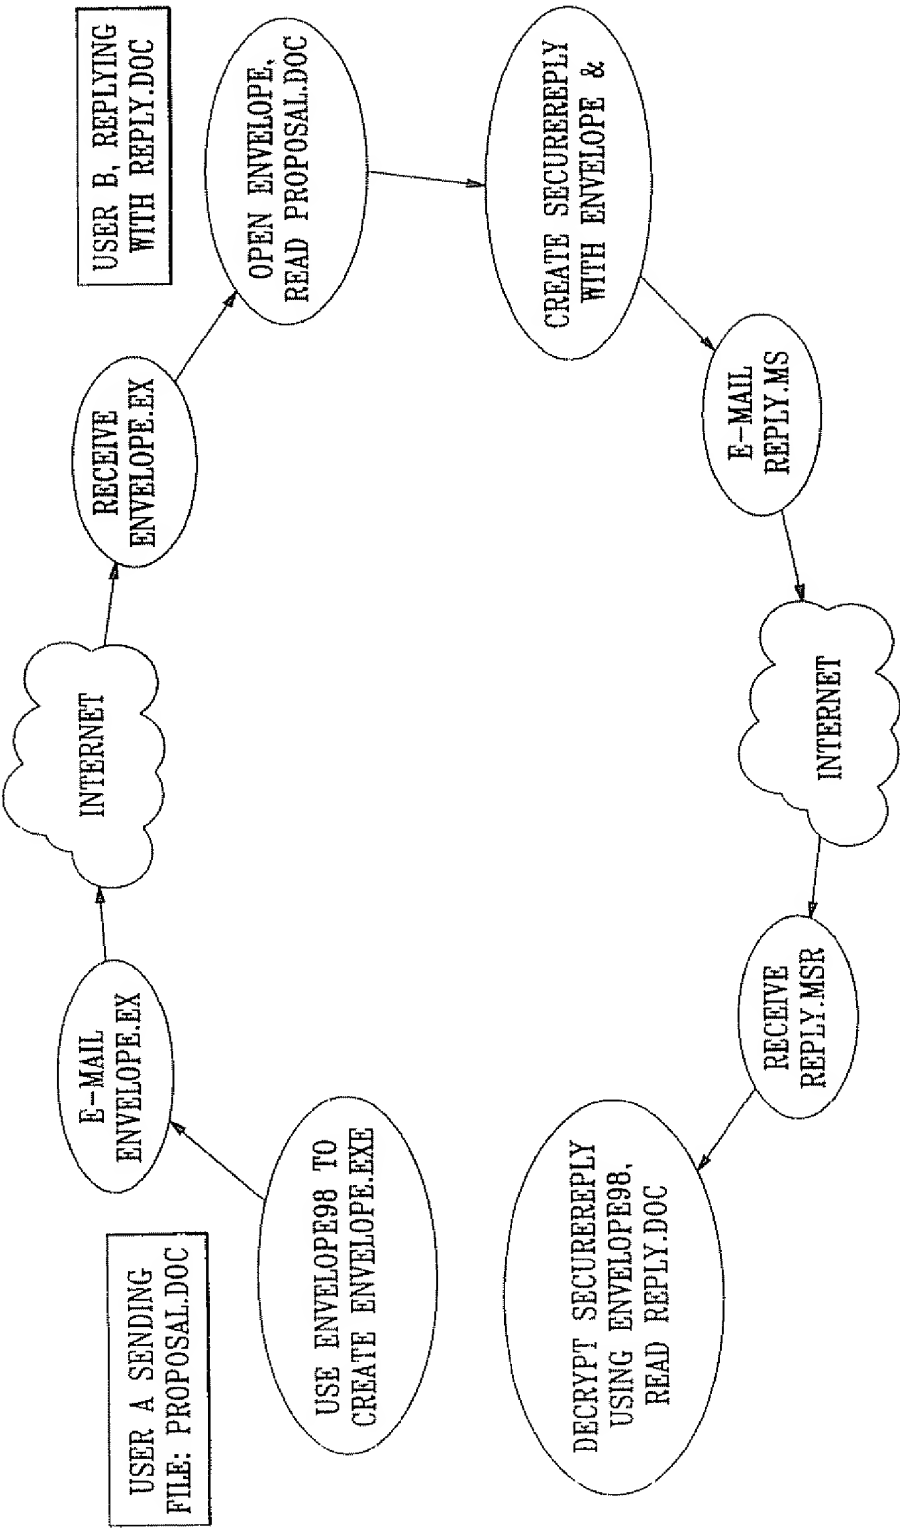 USER A SENDING
FILE: PROPOSAL.DOC
USE ENVELOPE98 TO
CREATE ENVELOPE.EXE
E-MAIL
ENVELOPE.EX
INTERNET
RECEIVE
ENVELOPE.EX
USER B, REPLYING
WITH REPLY.DOC
OPEN ENVELOPE,
READ PROPOSAL.DOC
CREATE SECUREREPLY
WITH ENVELOPE &
E-MAIL
REPLY.MS
INTERNET
RECEIVE
REPLY.MSR
DECRYPT SECUREREPLY
USING ENVELOPE98,
READ REPLY.DOC